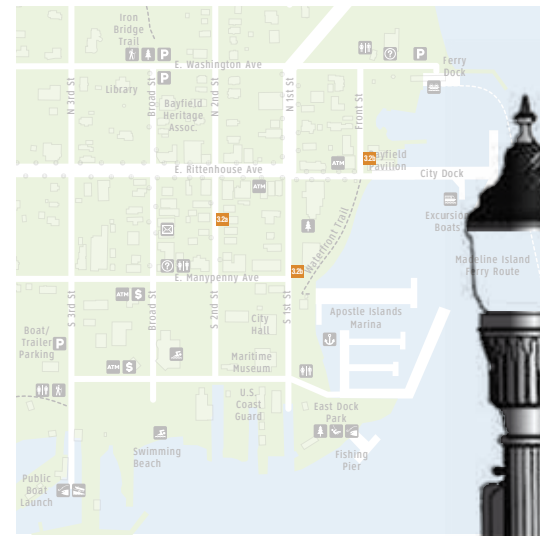 Iron
Bridge
Trail
P
E. Washington Ave
P
?
P
Ferry
Dock
N 3rd St
Library
Broad St
Bayfield
Heritage
Assoc.
N 2nd St
N 1st St
Front St
3.2b
Bayfield
Pavilion
ATM
E. Rittenhouse Ave
City Dock
ATM
3.2a
Excursion
Boats
Waterfront Trail
Madeline Island
Ferry Route
?
3.2b
E. Manypenny Ave
ATM $
S 3rd St
Broad St
S 2nd St
S 1st St
City
Hall
Apostle Islands
Marina
Boat/
Trailer
Parking
P
Maritime
Museum
ATM $
U.S.
Coast
Guard
East Dock
Park
Swimming
Beach
Fishing
Pier
Public
Boat
Launch